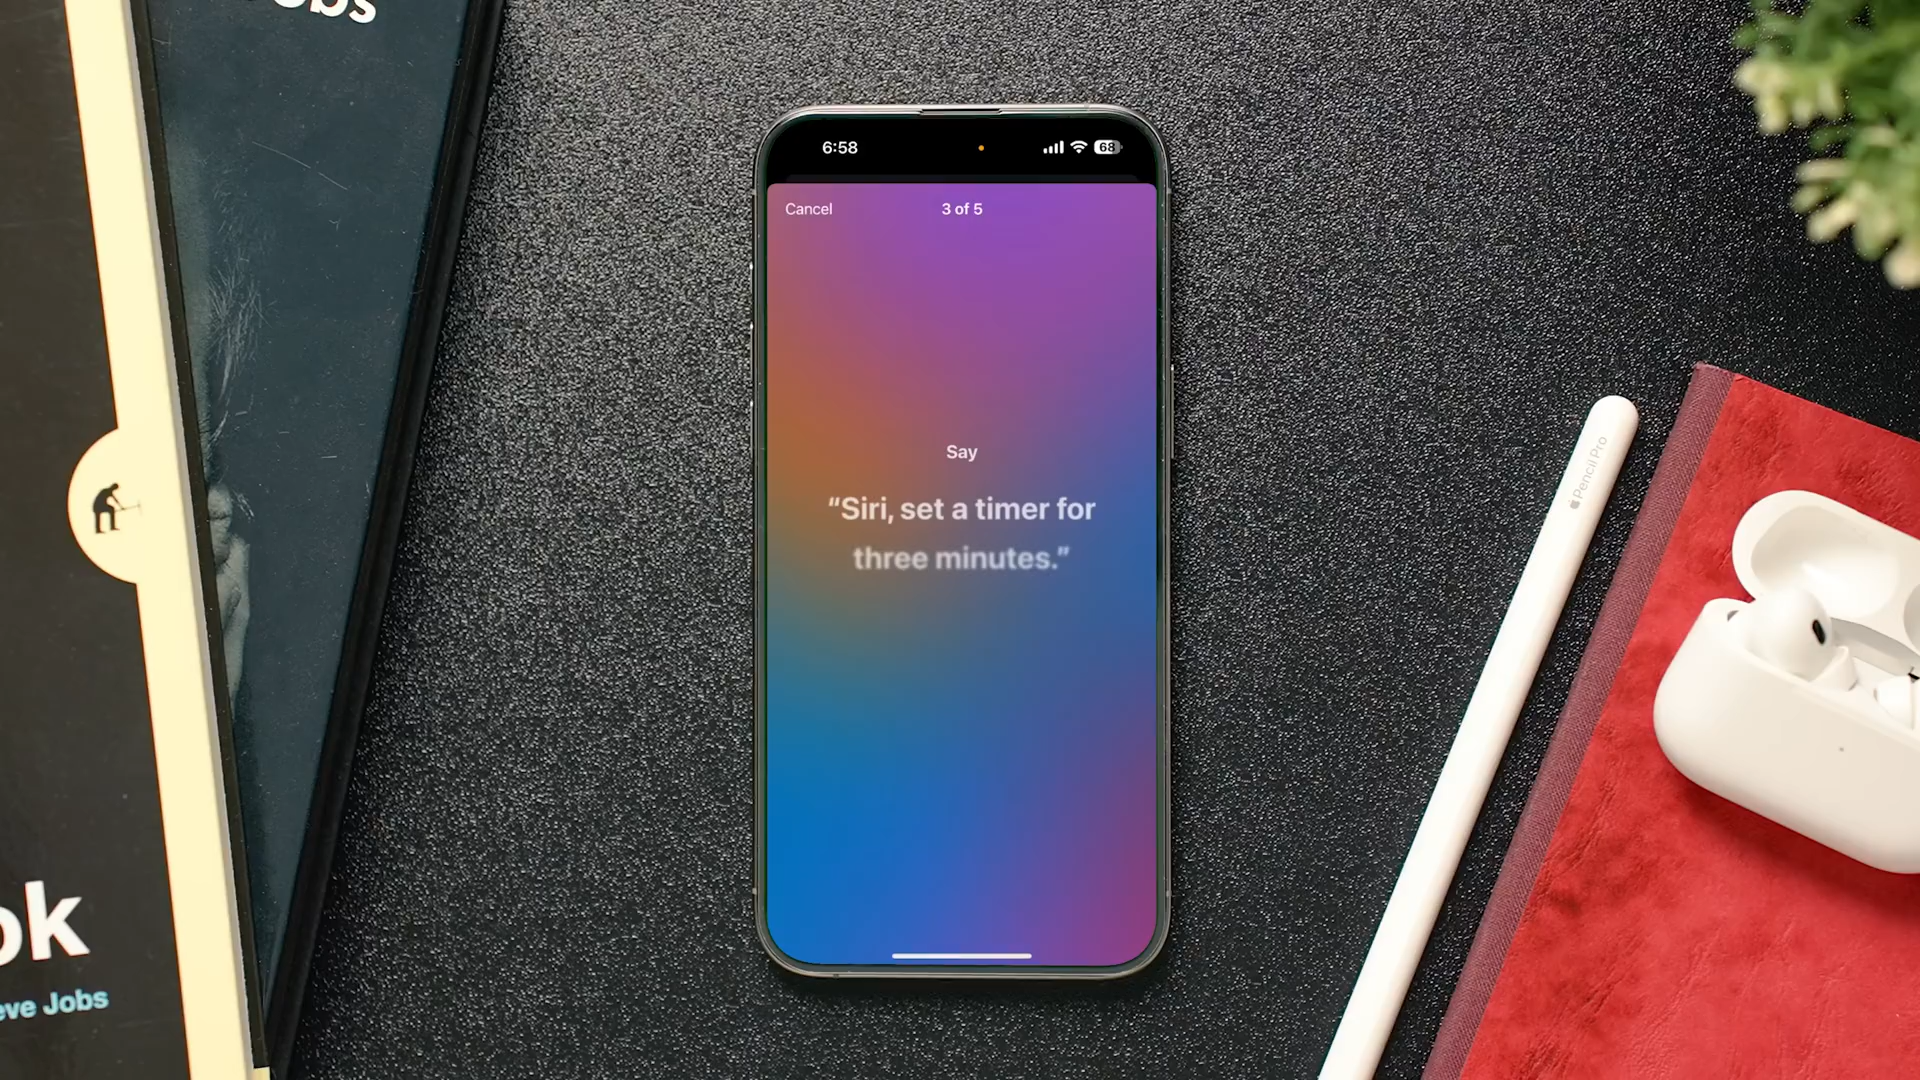 obs
6:58
68
Cancel
3 of 5
Say
“Siri, set a timer for
three minutes.”
Pencil Pro
ok
eve Jobs